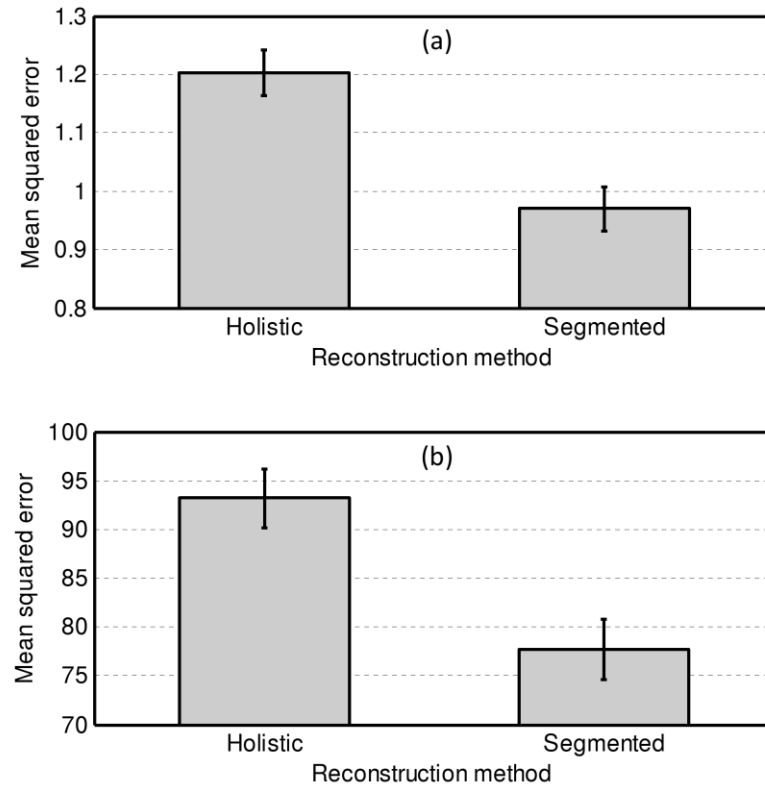 (a)
Mean squared error
1.3
1.2
1.1
1
0.9
0.8
Holistic Segmented
Reconstruction method
(b)
Mean squared error
100
95
90
85
80
75
70
Holistic Segmented
Reconstruction method